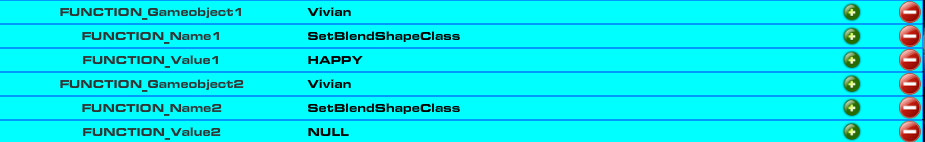 FUNCTION_Gameobject1 Vivian
FUNCTION_Name1 SetBlendShapeClass
FUNCTION_Value1 HAPPY
FUNCTION_Gameobject2 Vivian
FUNCTION_Name2 SetBlendShapeClass
FUNCTION_Value2 NULL